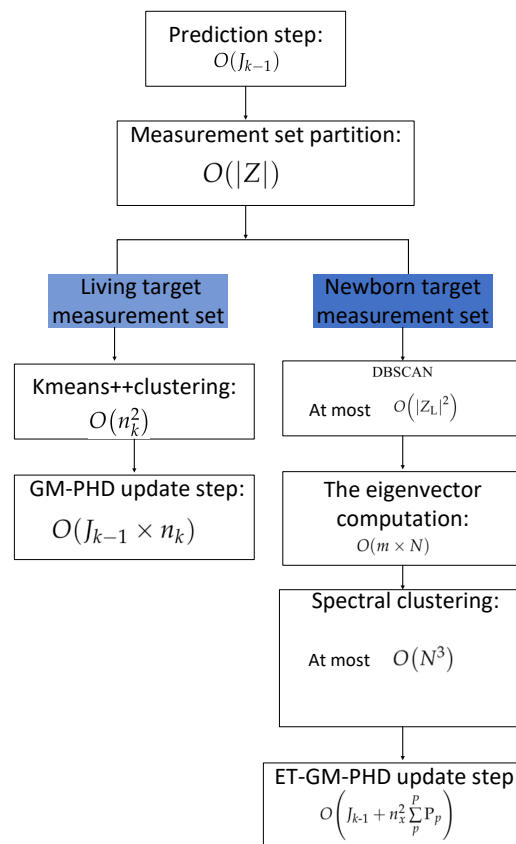 Prediction step:
O(J_{k−1})
Measurement set partition:
O(|Z|)
Living target
measurement set
Newborn target
measurement set
Kmeans++clustering:
O(n_k^2)
GM-PHD update step:
O(J_{k−1} × n_k)
DBSCAN
At most O(|Z_L|^2)
The eigenvector
computation:
O(m × N)
Spectral clustering:
At most O(N^3)
ET-GM-PHD update step
O(J_{k-1} + n_x^2 \sum_p^p P_p)